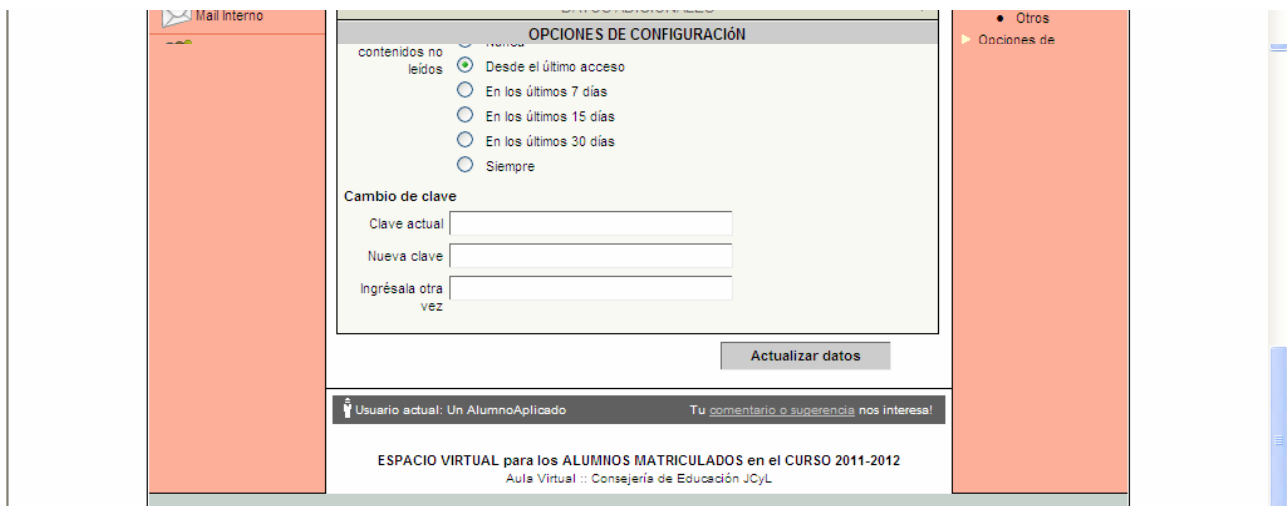 Mail Interno
DATOS ADICIONALES
OPCIONES DE CONFIGURACIóN
contenidos no
leídos
Nunca
Desde el último acceso
En los últimos 7 días
En los últimos 15 días
En los últimos 30 días
Siempre
Cambio de clave
Clave actual
Nueva clave
Ingrésala otra
vez
Actualizar datos
Usuario actual: Un AlumnoAplicado
Tu comentario o sugerencia nos interesa!
ESPACIO VIRTUAL para los ALUMNOS MATRICULADOS en el CURSO 2011-2012
Aula Virtual :: Consejería de Educación JCyL
Otros
Opciones de